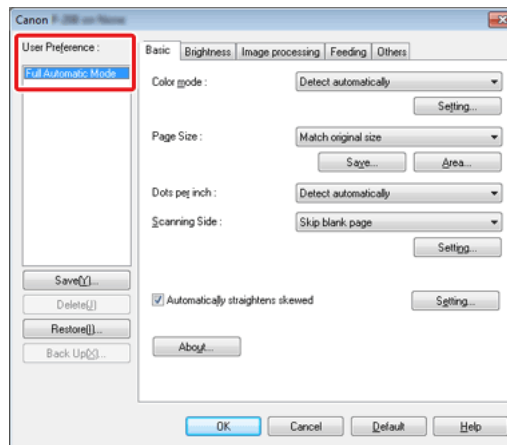 Canon
User Preference :
Full Automatic Mode
Save(Y)...
Delete(J)
Restore(I)...
Back Up(X)...
Basic
Brightness
Image processing
Feeding
Others
Color mode :
Detect automatically
Setting...
Page Size :
Match original size
Save...
Area...
Dots per inch :
Detect automatically
Scanning Side :
Skip blank page
Setting...
Automatically straightens skewed
Setting...
About...
OK
Cancel
Default
Help